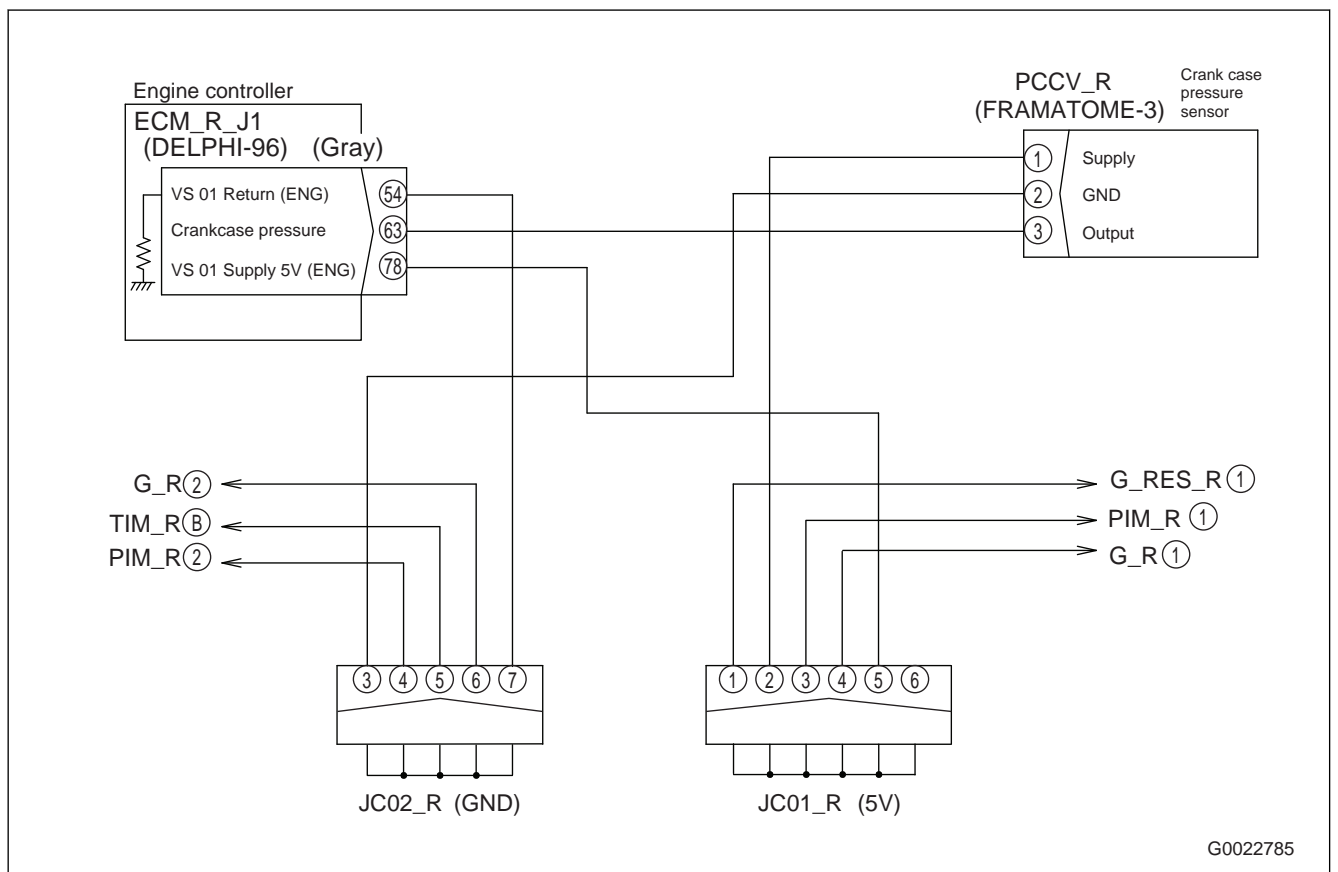 Engine controller
ECM_R_J1
(DELPHI-96) (Gray)
VS 01 Return (ENG) 54
Crankcase pressure 63
VS 01 Supply 5V (ENG) 78
PCCV_R
(FRAMATOME-3)
Crank case
pressure
sensor
1 Supply
2 GND
3 Output
G_R 2
TIM_R B
PIM_R 2
G_RES_R 1
PIM_R 1
G_R 1
3 4 5 6 7
JC02_R (GND)
1 2 3 4 5 6
JC01_R (5V)
G0022785